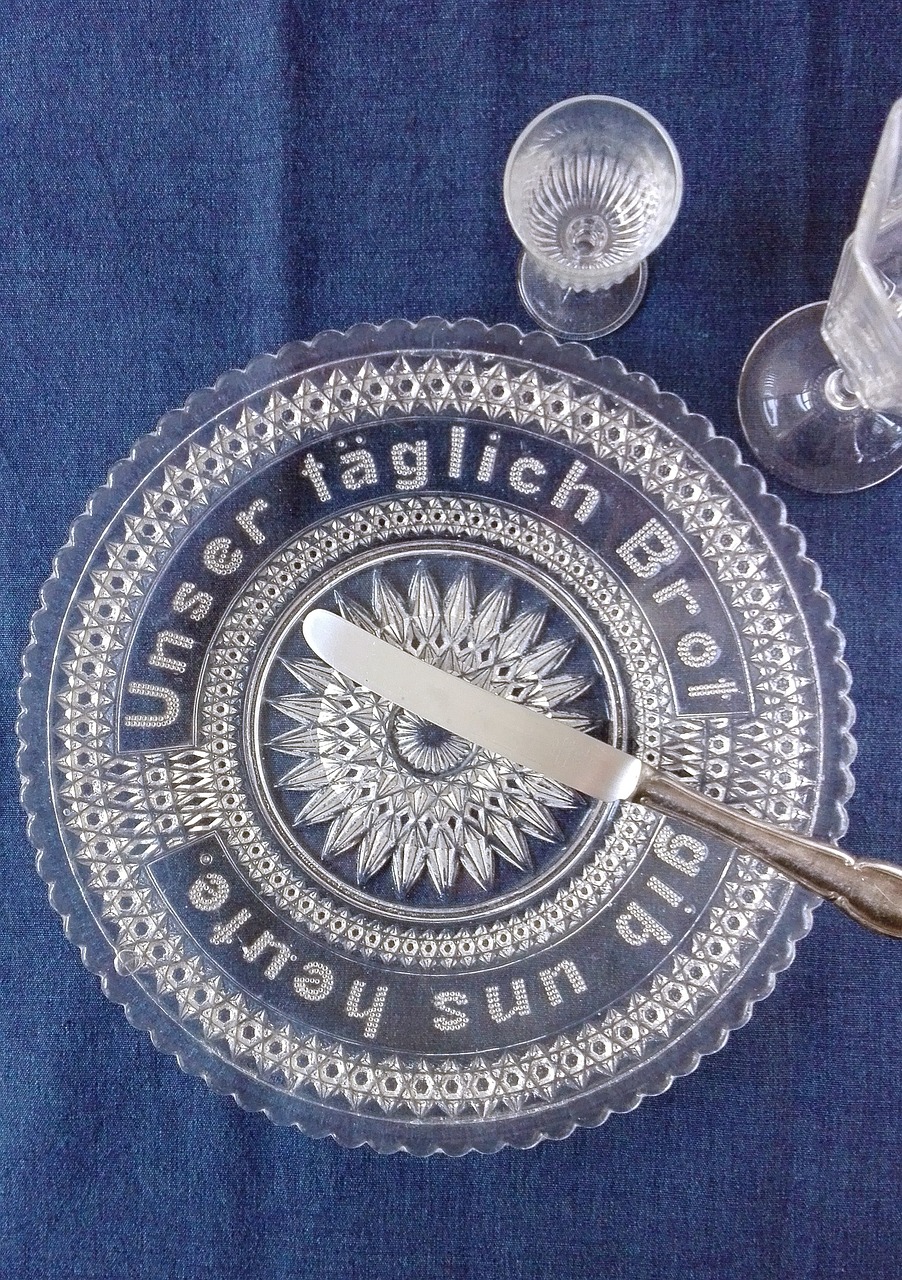 Unser täglich Brot
gib uns heute.